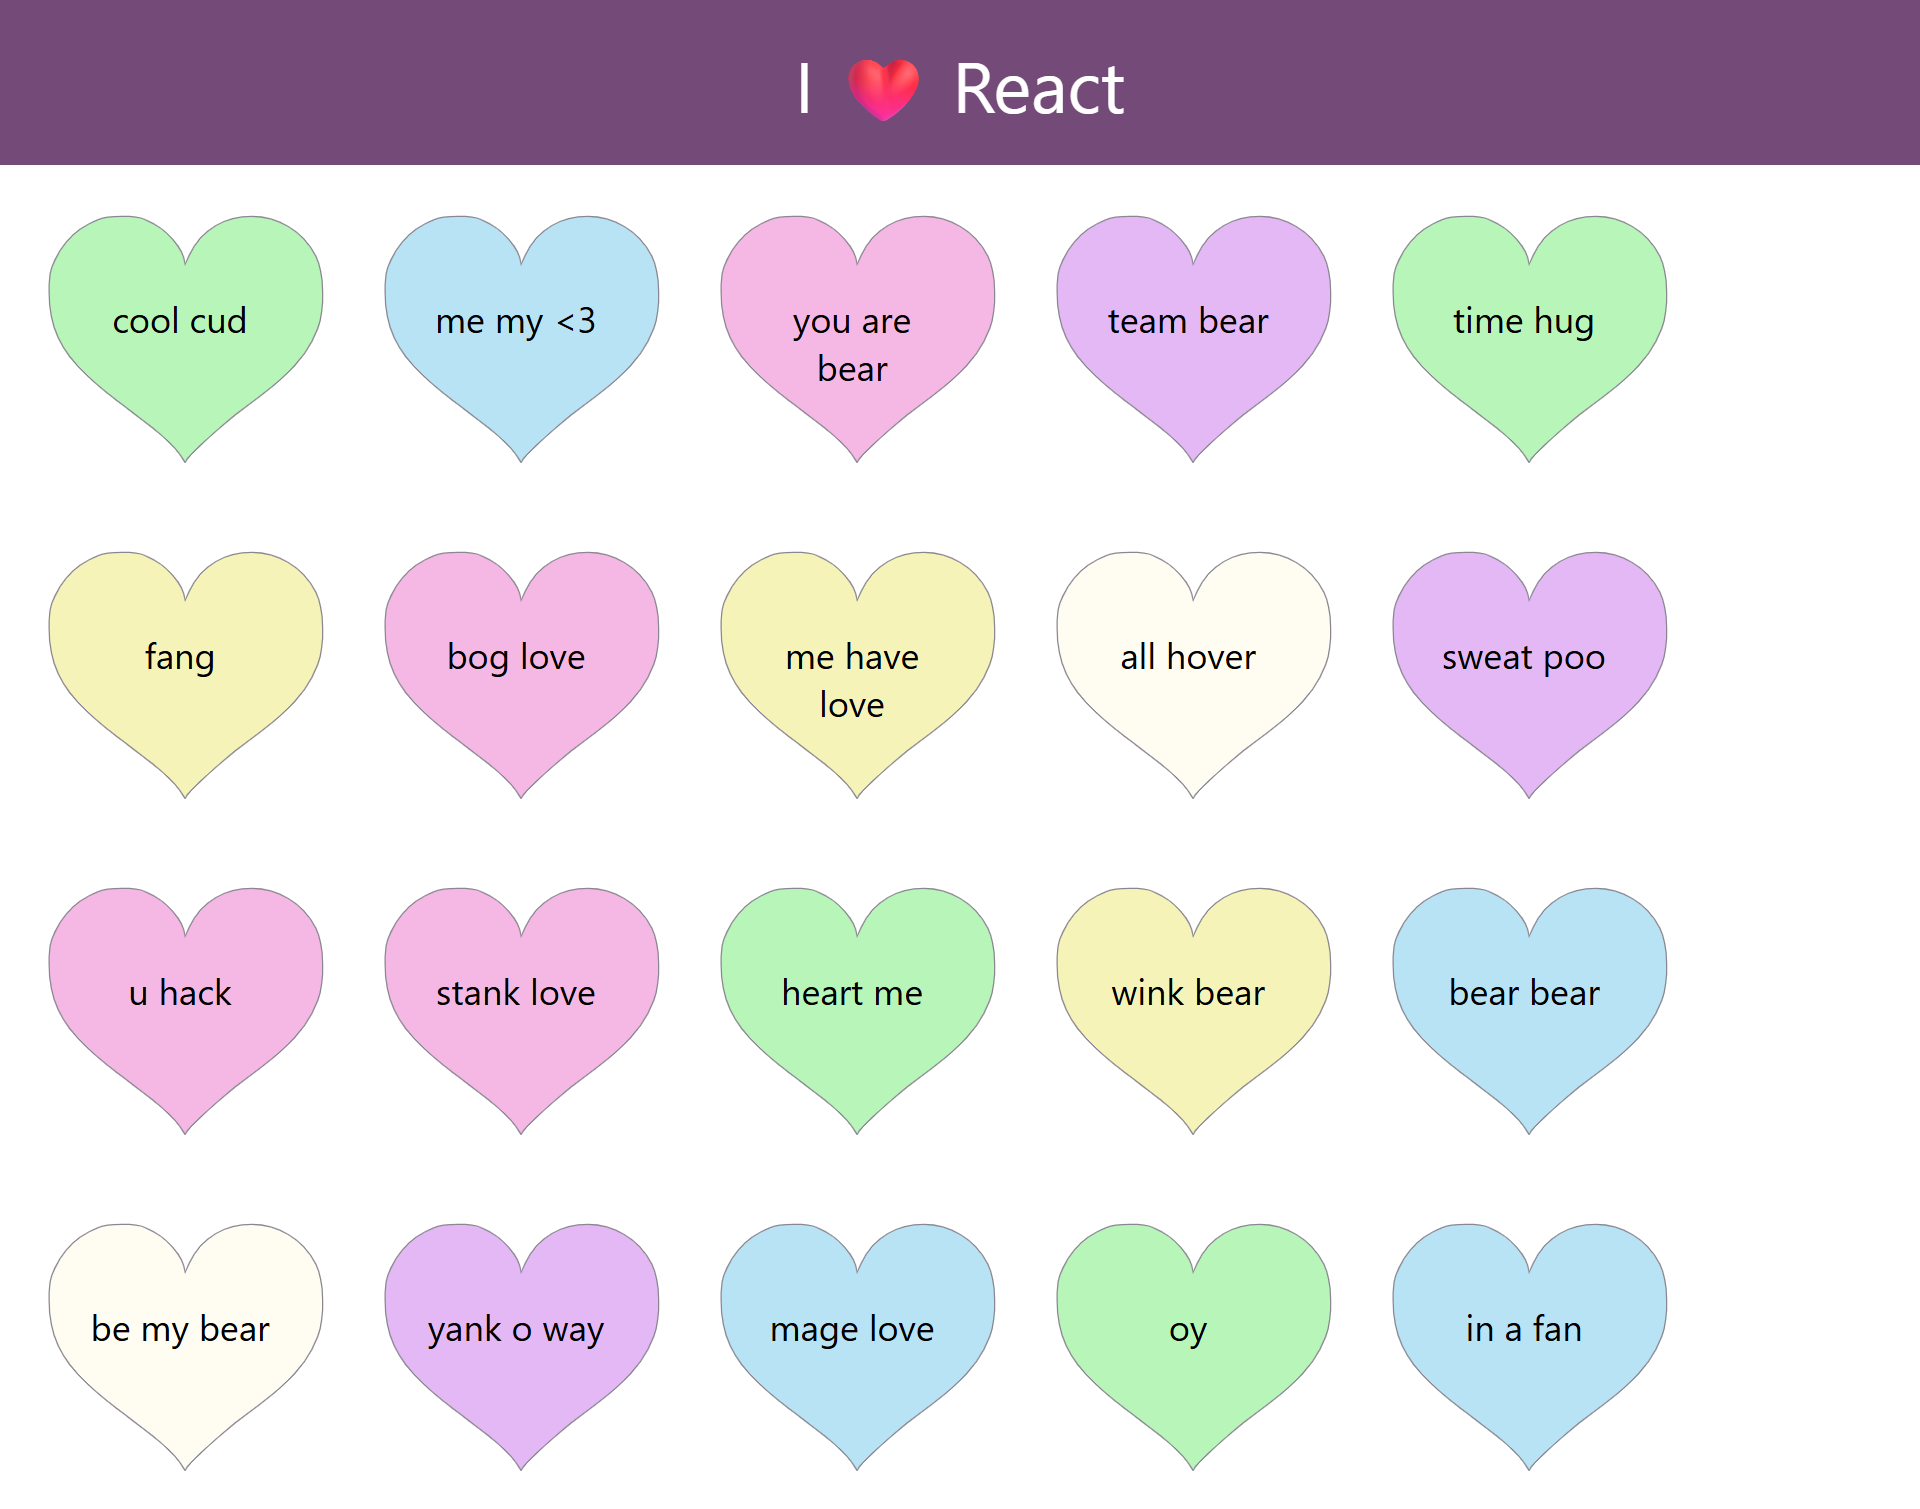 I ❤️ React
cool cud
me my <3
you are
bear
team bear
time hug
fang
bog love
me have
love
all hover
sweat poo
u hack
stank love
heart me
wink bear
bear bear
be my bear
yank o way
mage love
oy
in a fan